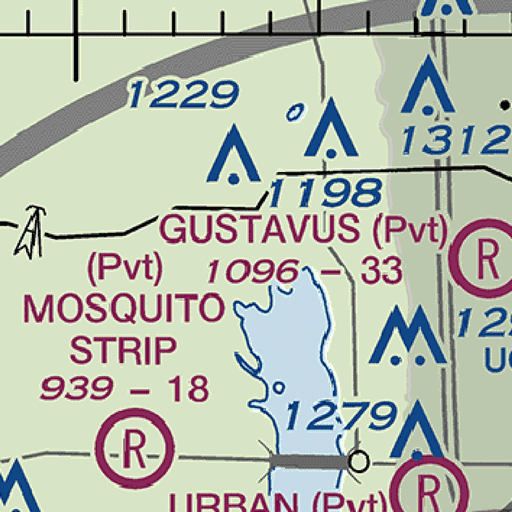 1229
1312
1198
GUSTAVUS (Pvt)
1096 – 33
R
(Pvt)
MOSQUITO
STRIP
939 – 18
R
1279
URBAN (Pvt)
R